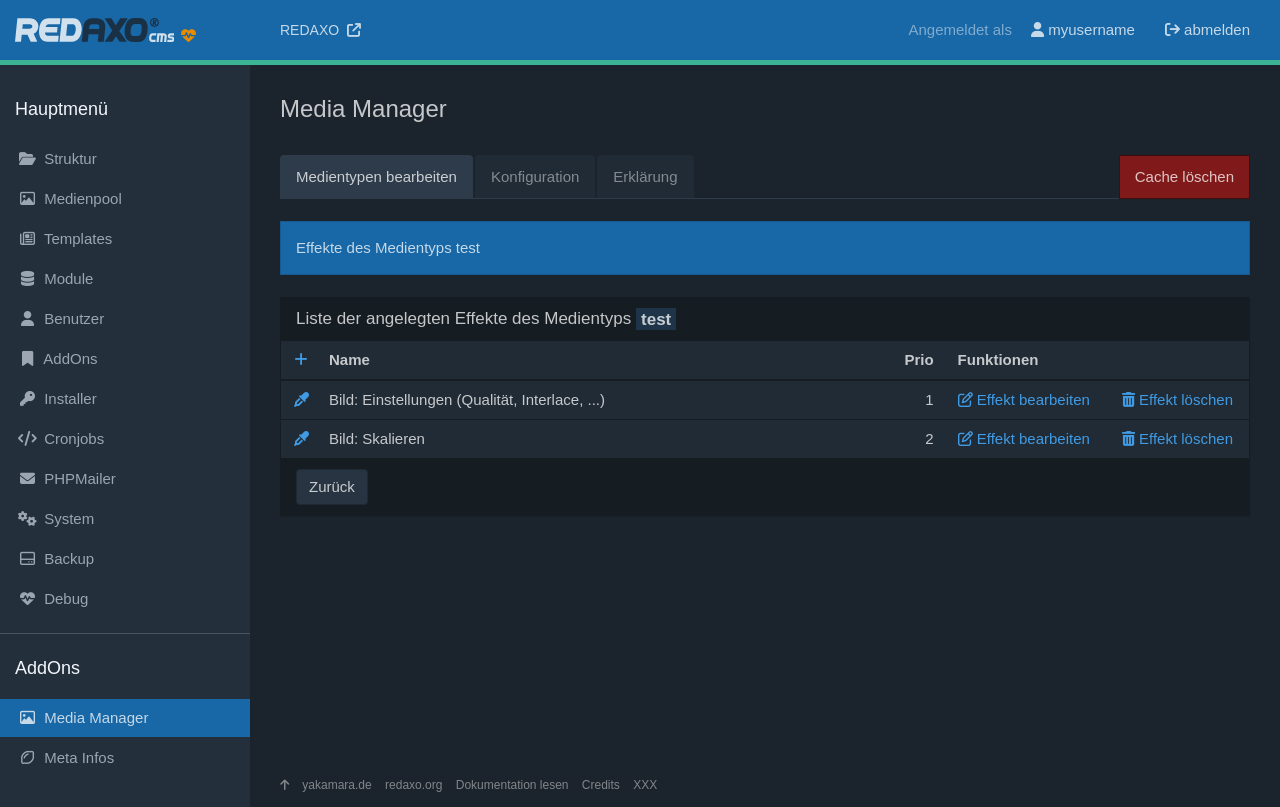 REDAXO® cms
REDAXO
Angemeldet als myusername abmelden
Hauptmenü
Struktur
Medienpool
Templates
Module
Benutzer
AddOns
Installer
Cronjobs
PHPMailer
System
Backup
Debug
AddOns
Media Manager
Meta Infos
Media Manager
Medientypen bearbeiten Konfiguration Erklärung Cache löschen
Effekte des Medientyps test
Liste der angelegten Effekte des Medientyps test
Name Prio Funktionen
Bild: Einstellungen (Qualität, Interlace, ...) 1 Effekt bearbeiten Effekt löschen
Bild: Skalieren 2 Effekt bearbeiten Effekt löschen
Zurück
yakamara.de redaxo.org Dokumentation lesen Credits XXX